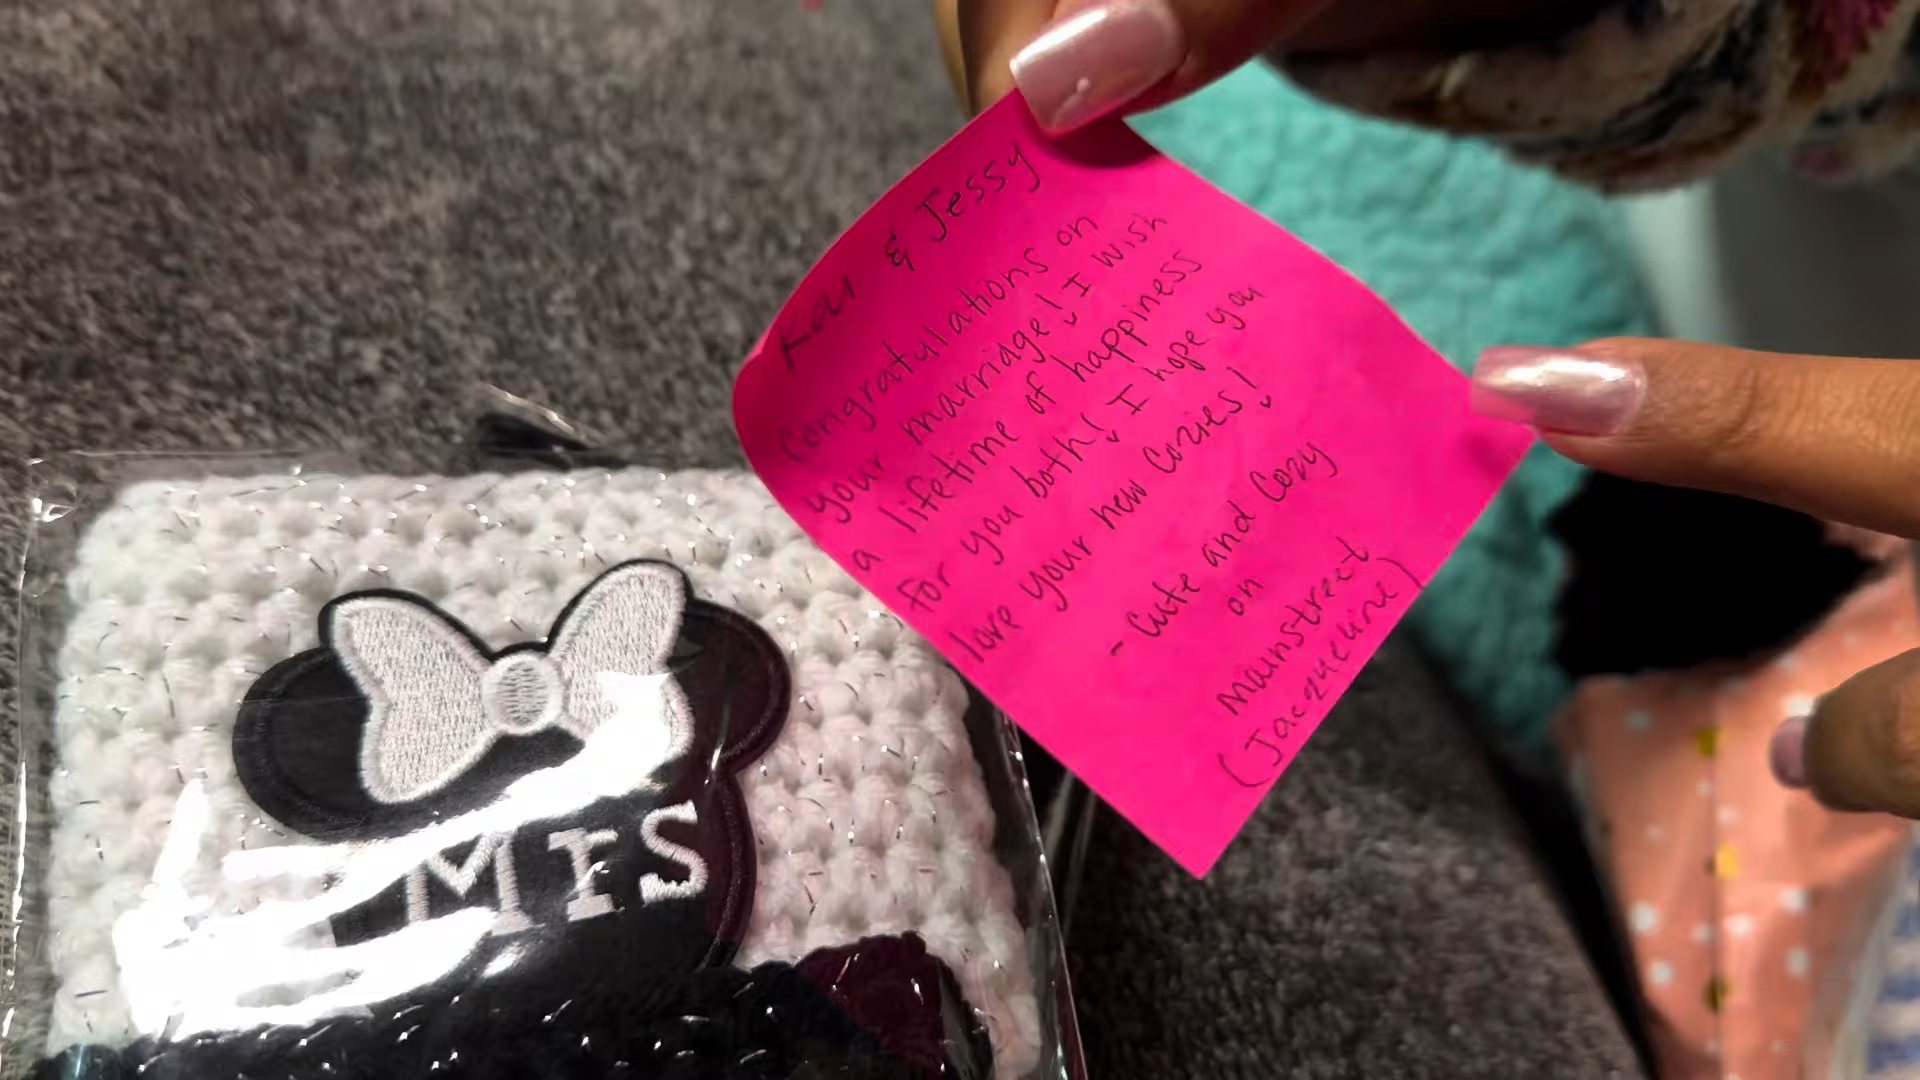 Kai & Jessy
Congratulations on
your marriage! I wish
a lifetime of happiness
for you both! I hope you
love your new Cozies!
- Cute and Cozy
on
mainstreet
(Jacqueline)
Mrs